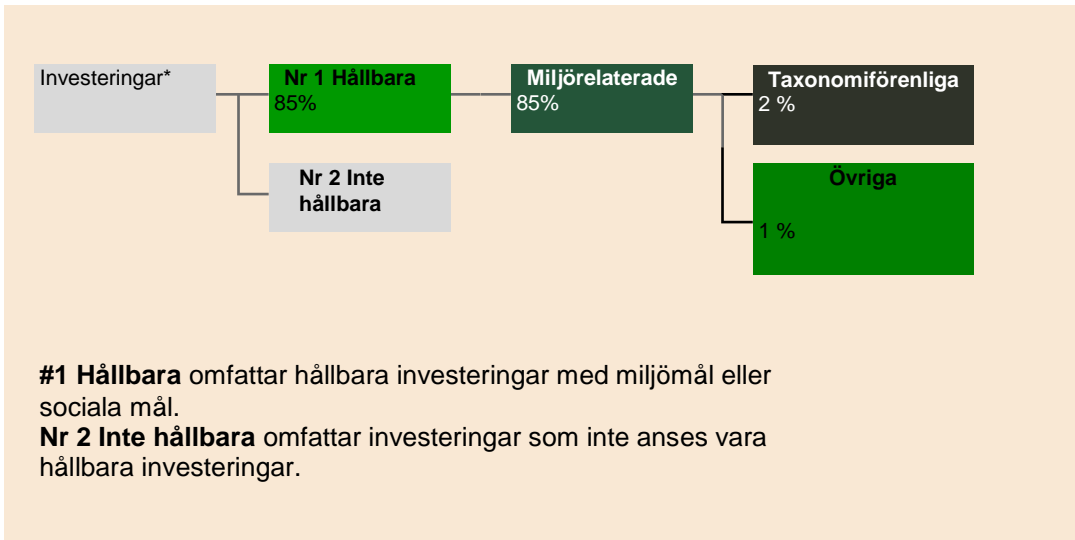 Investeringar*
Nr 1 Hållbara
85%
Miljörelaterade
85%
Taxonomiförenliga
2 %
Nr 2 Inte
hållbara
Övriga
1 %
#1 Hållbara omfattar hållbara investeringar med miljömål eller
sociala mål.
Nr 2 Inte hållbara omfattar investeringar som inte anses vara
hållbara investeringar.